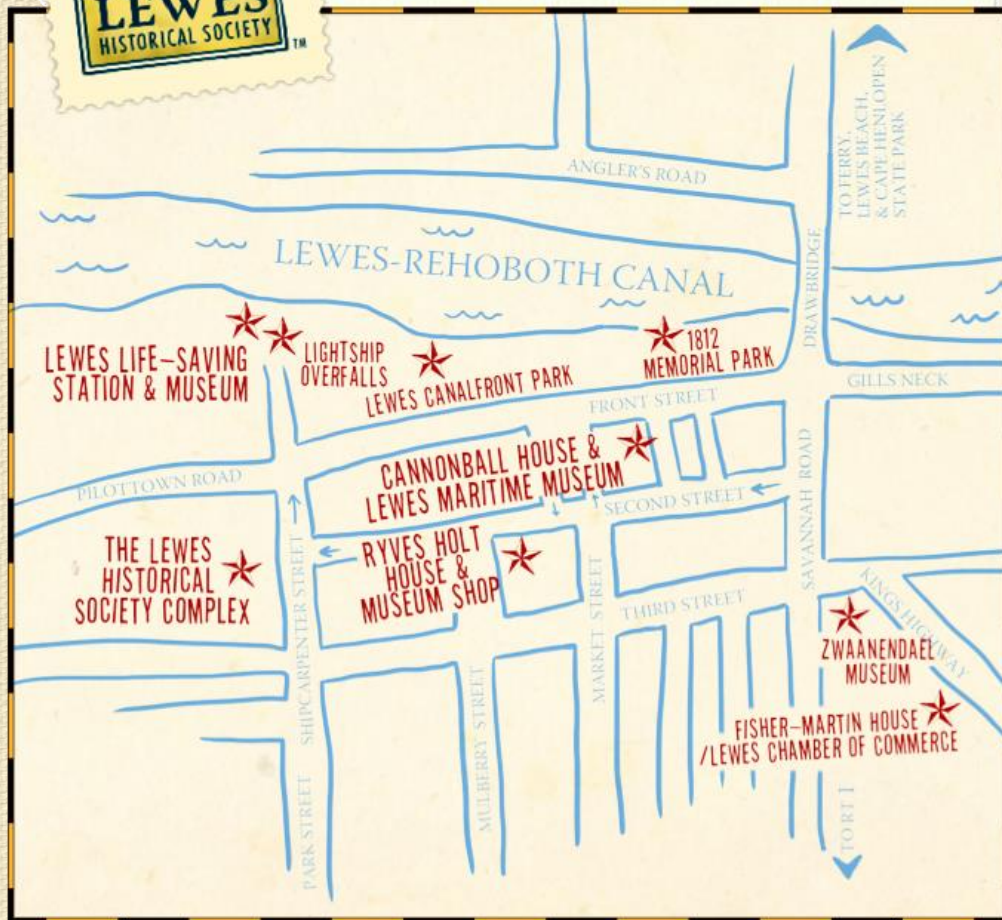 LEWES
HISTORICAL SOCIETY
TM
TO FERRY,
LEWES BEACH,
& CAPE HENLOPEN
STATE PARK
ANGLER'S ROAD
LEWES-REHOBOTH CANAL
DRAWBRIDGE
LEWES LIFE-SAVING
STATION & MUSEUM
LIGHTSHIP
OVERFALLS
LEWES CANALFRONT PARK
1812
MEMORIAL PARK
GILLS NECK
FRONT STREET
PILOTTOWN ROAD
CANNONBALL HOUSE &
LEWES MARITIME MUSEUM
SECOND STREET
SAVANNAH ROAD
THE LEWES
HISTORICAL
SOCIETY COMPLEX
SHIPCARPENTER STREET
RYVES HOLT
HOUSE &
MUSEUM SHOP
MARKET STREET
THIRD STREET
KINGS HIGHWAY
ZWAANENDAEL
MUSEUM
MULBERRY STREET
FISHER-MARTIN HOUSE
/LEWES CHAMBER OF COMMERCE
PARK STREET
TO RT 1